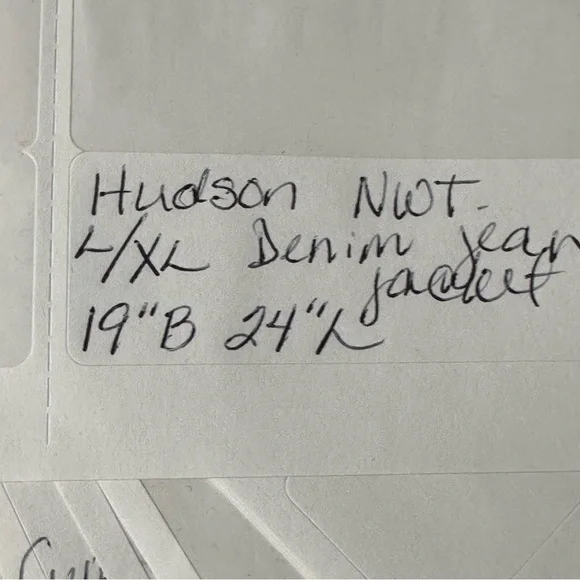 Hudson NWT.
L/XL Denim Jean
jacket
19"B 24"L